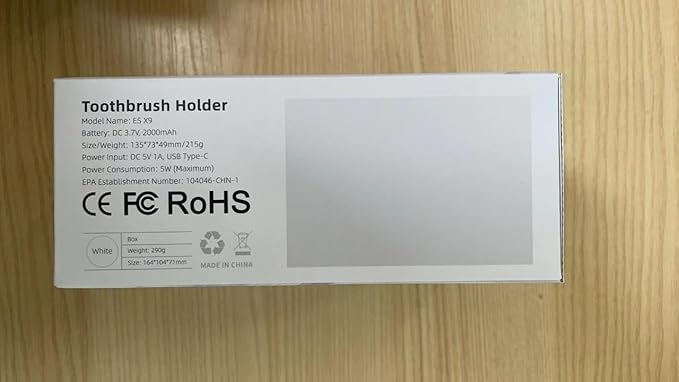 Toothbrush Holder
Model Name: ES X9
Battery: DC 3.7V, 2000mAh
Size/Weight: 135*73*49mm/215g
Power Input: DC 5V 1A, USB Type-C
Power Consumption: 5W (Maximum)
EPA Establishment Number: 104046-CHN-1
CE FC RoHS
White
Box
Weight: 290g
Size: 164*104*71mm
MADE IN CHINA